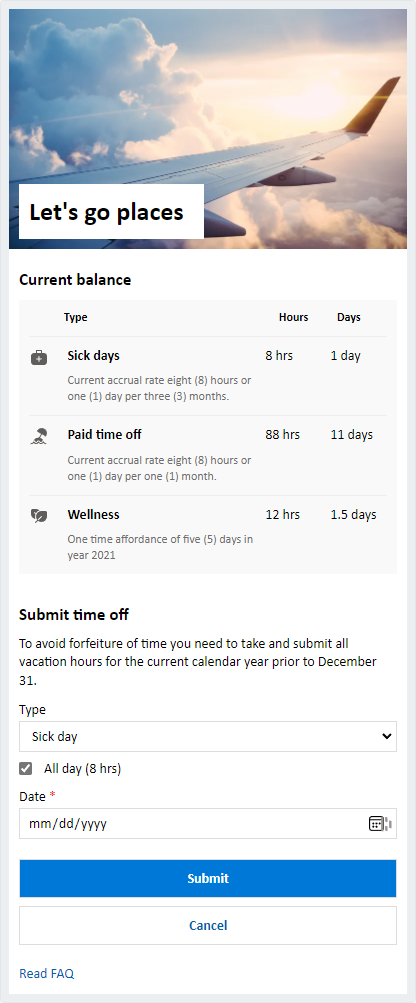 Let's go places
Current balance
Type Hours Days
Sick days 8 hrs 1 day
Current accrual rate eight (8) hours or
one (1) day per three (3) months.
Paid time off 88 hrs 11 days
Current accrual rate eight (8) hours or
one (1) day per one (1) month.
Wellness 12 hrs 1.5 days
One time affordance of five (5) days in
year 2021
Submit time off
To avoid forfeiture of time you need to take and submit all
vacation hours for the current calendar year prior to December
31.
Type
Sick day
All day (8 hrs)
Date *
mm/dd/yyyy
Submit
Cancel
Read FAQ